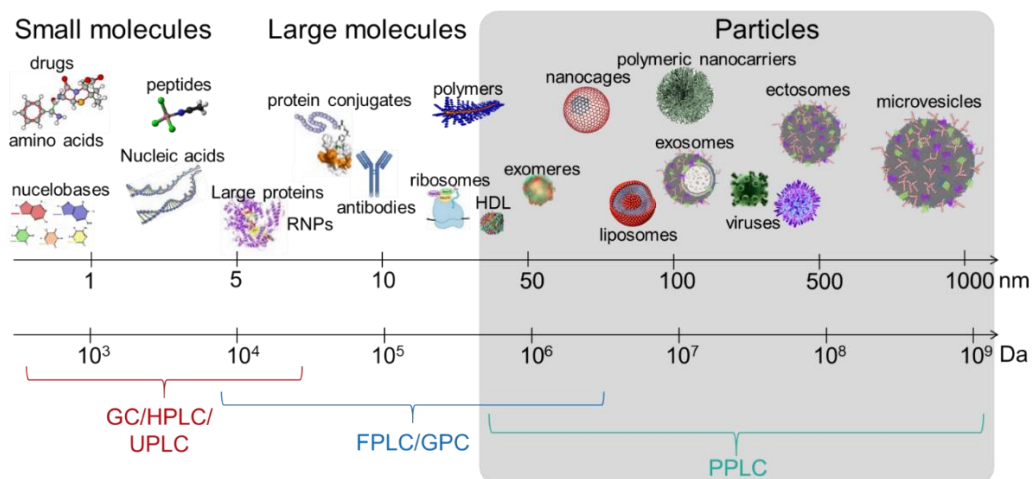 Small molecules
Large molecules
Particles
drugs
peptides
amino acids
Nucleic acids
nucelobases
protein conjugates
polymers
Large proteins
RNPs
antibodies
ribosomes
HDL
nanocages
polymeric nanocarriers
ectosomes
microvesicles
exomeres
exosomes
liposomes
viruses
1 5 10 50 100 500 1000 nm
10³ 10⁴ 10⁵ 10⁶ 10⁷ 10⁸ 10⁹ Da
GC/HPLC/
UPLC
FPLC/GPC
PPLC